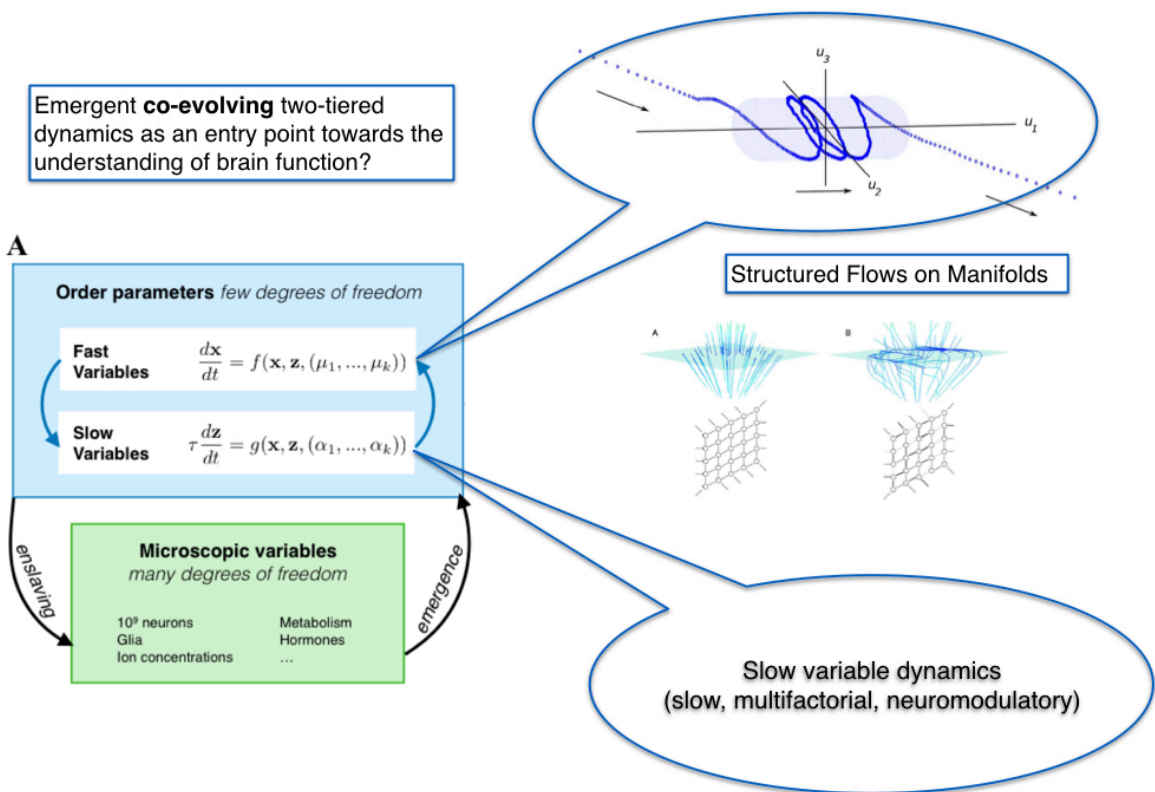 Emergent co-evolving two-tiered
dynamics as an entry point towards the
understanding of brain function?
u₃
u₁
u₂
Structured Flows on Manifolds
A
Order parameters few degrees of freedom
Fast
Variables
dx/dt = f(x, z, (μ₁, ..., μₖ))
Slow
Variables
τ dz/dt = g(x, z, (α₁, ..., αₖ))
A
B
enslaving
emergence
Microscopic variables
many degrees of freedom
10⁹ neurons
Glia
Ion concentrations
Metabolism
Hormones
...
Slow variable dynamics
(slow, multifactorial, neuromodulatory)